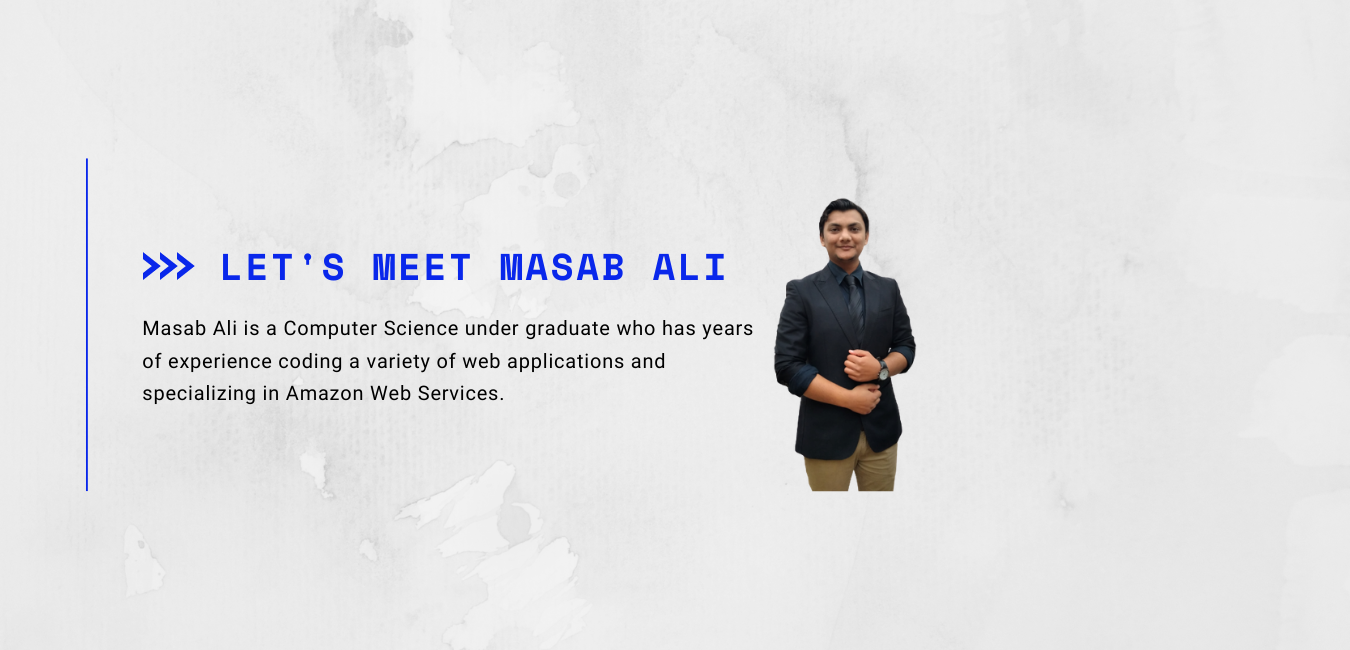 LET'S MEET MASAB ALI
Masab Ali is a Computer Science under graduate who has years
of experience coding a variety of web applications and
specializing in Amazon Web Services.